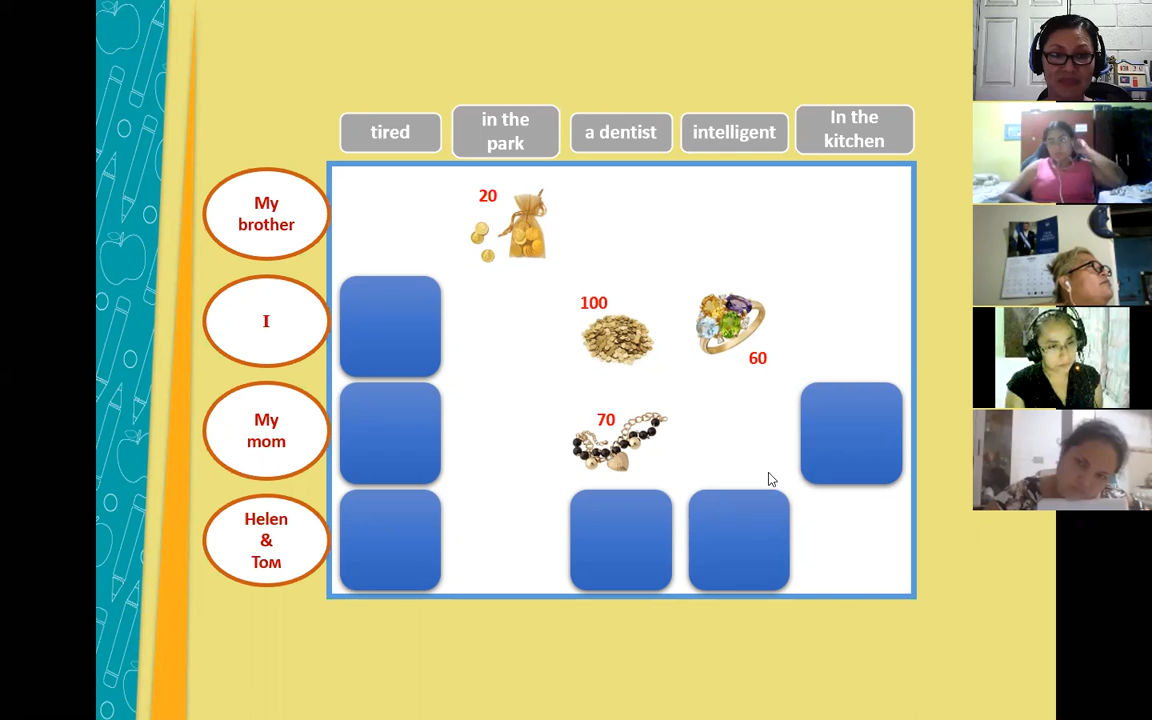 tired
in the
park
a dentist
intelligent
In the
kitchen
My
brother
20
I
100
60
My
mom
70
Helen
&
Tom